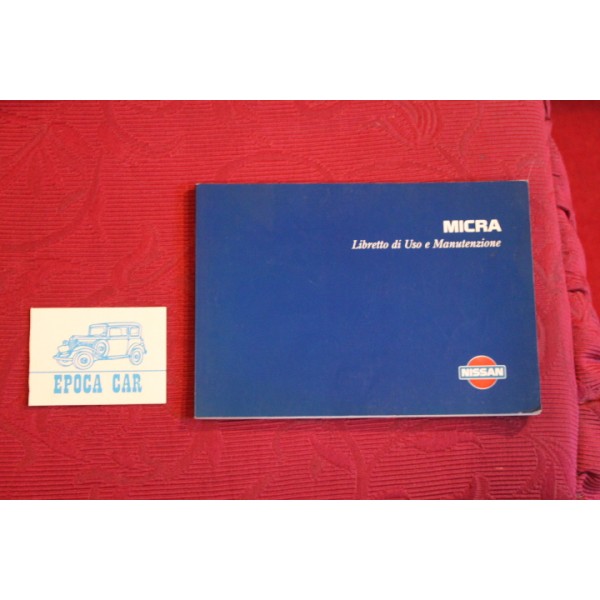 MICRA
Libretto di Uso e Manutenzione
NISSAN
EPOCA CAR